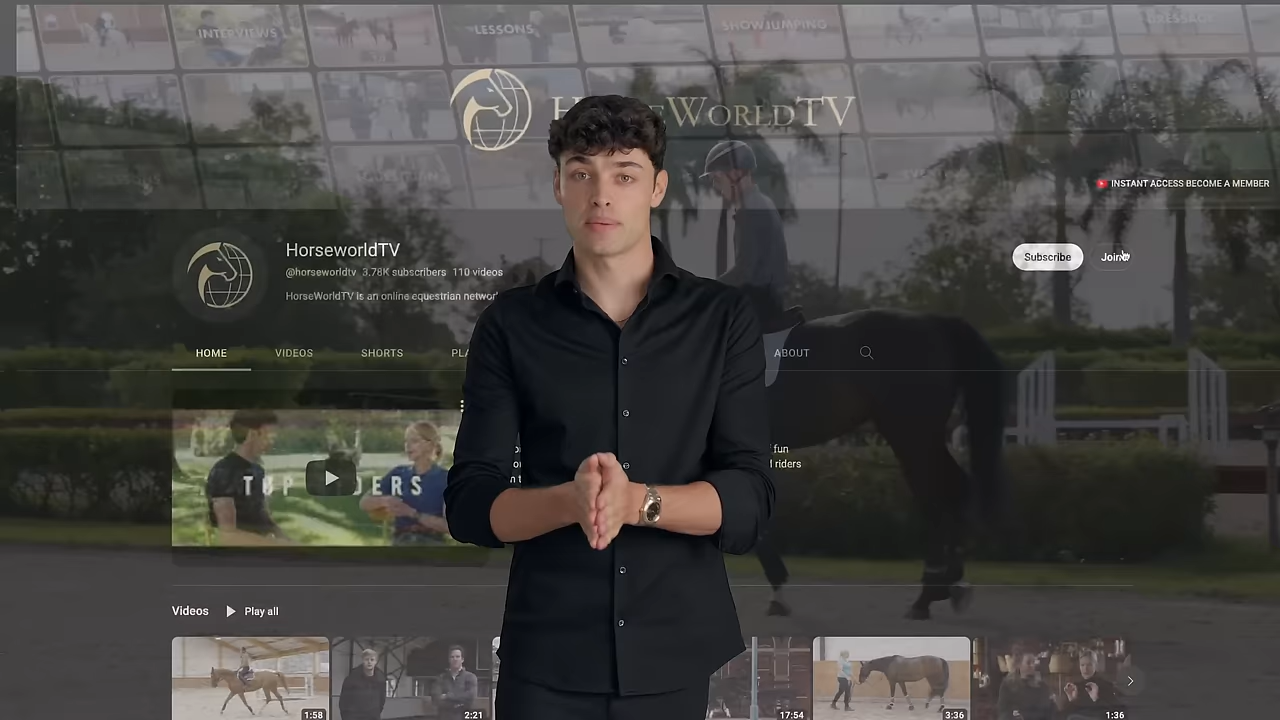 INTERVIEWS
LESSONS
SHOWJUMPING
DRESSAGE
WORLDTV
INSTANT ACCESS BECOME A MEMBER
HorseworldTV
@horseworldtv 3.78K subscribers 110 videos
HorseWorldTV is an online equestrian networ
Subscribe
Join
HOME
VIDEOS
SHORTS
PLA
ABOUT
fun
riders
Videos
Play all
1:58
2:21
17:54
3:36
1:36